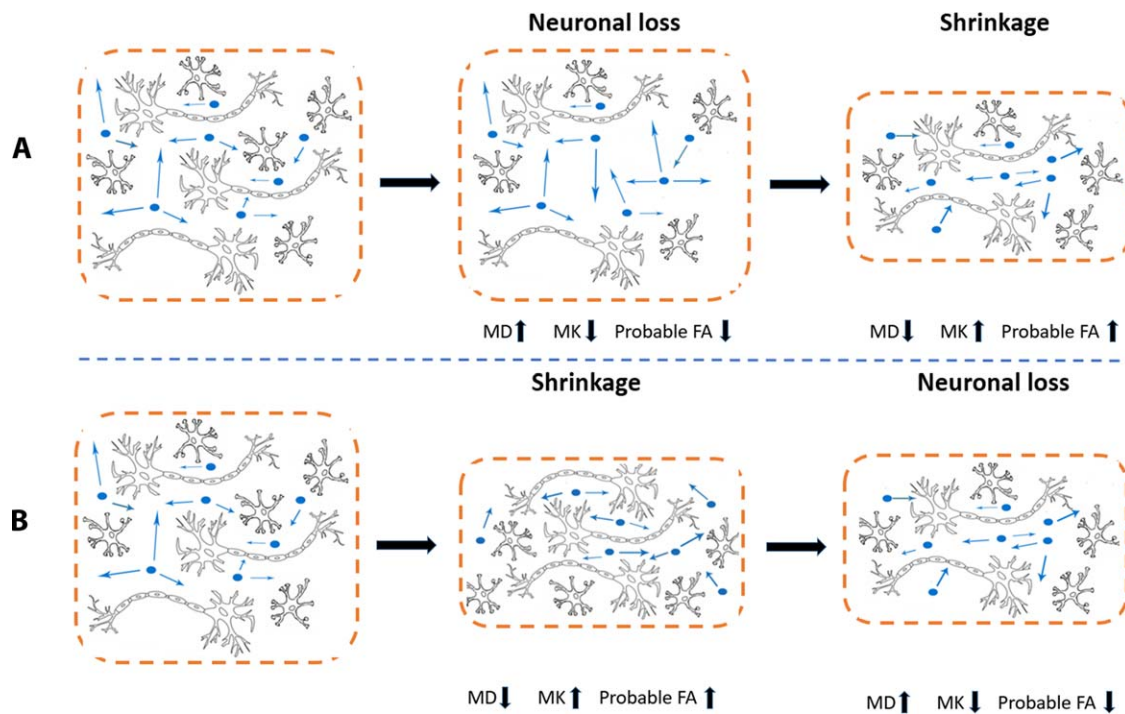 Neuronal loss
Shrinkage
A
MD⬆ MK⬇ Probable FA⬇
MD⬇ MK⬆ Probable FA⬆
Shrinkage
Neuronal loss
B
MD⬇ MK⬆ Probable FA⬆
MD⬆ MK⬇ Probable FA⬇